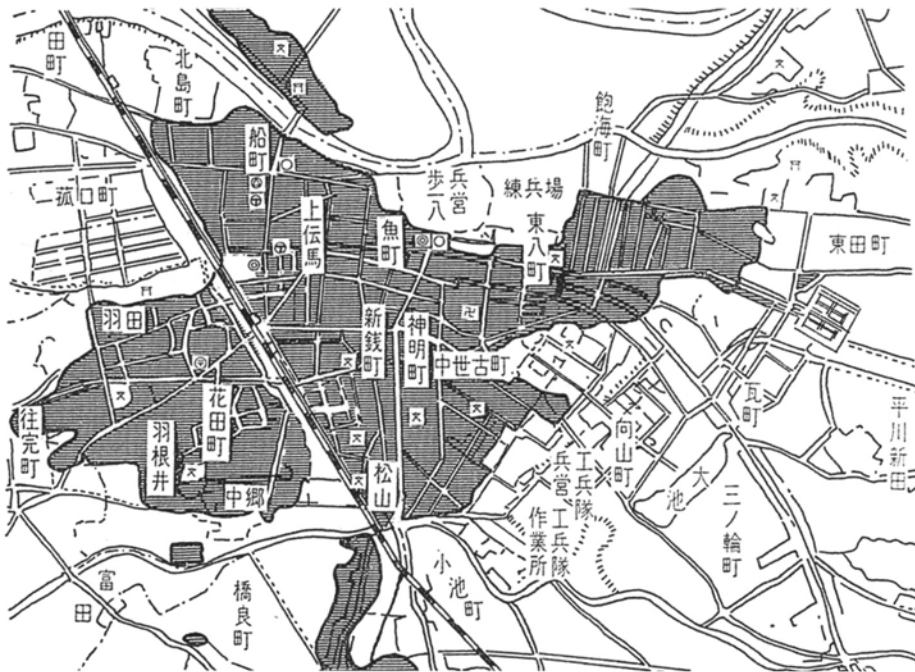 田町
北島町
船町
飽海町
歩一八
兵営
練兵場
菰口町
上伝馬
魚町
東八町
東田町
羽田
新銭町
神明町
中世古町
花田町
羽根井
往完町
瓦町
平川新田
向山町
大池
工兵隊
兵営
工兵隊
作業所
三ノ輪町
松山
中郷
小池町
富田
橋良町